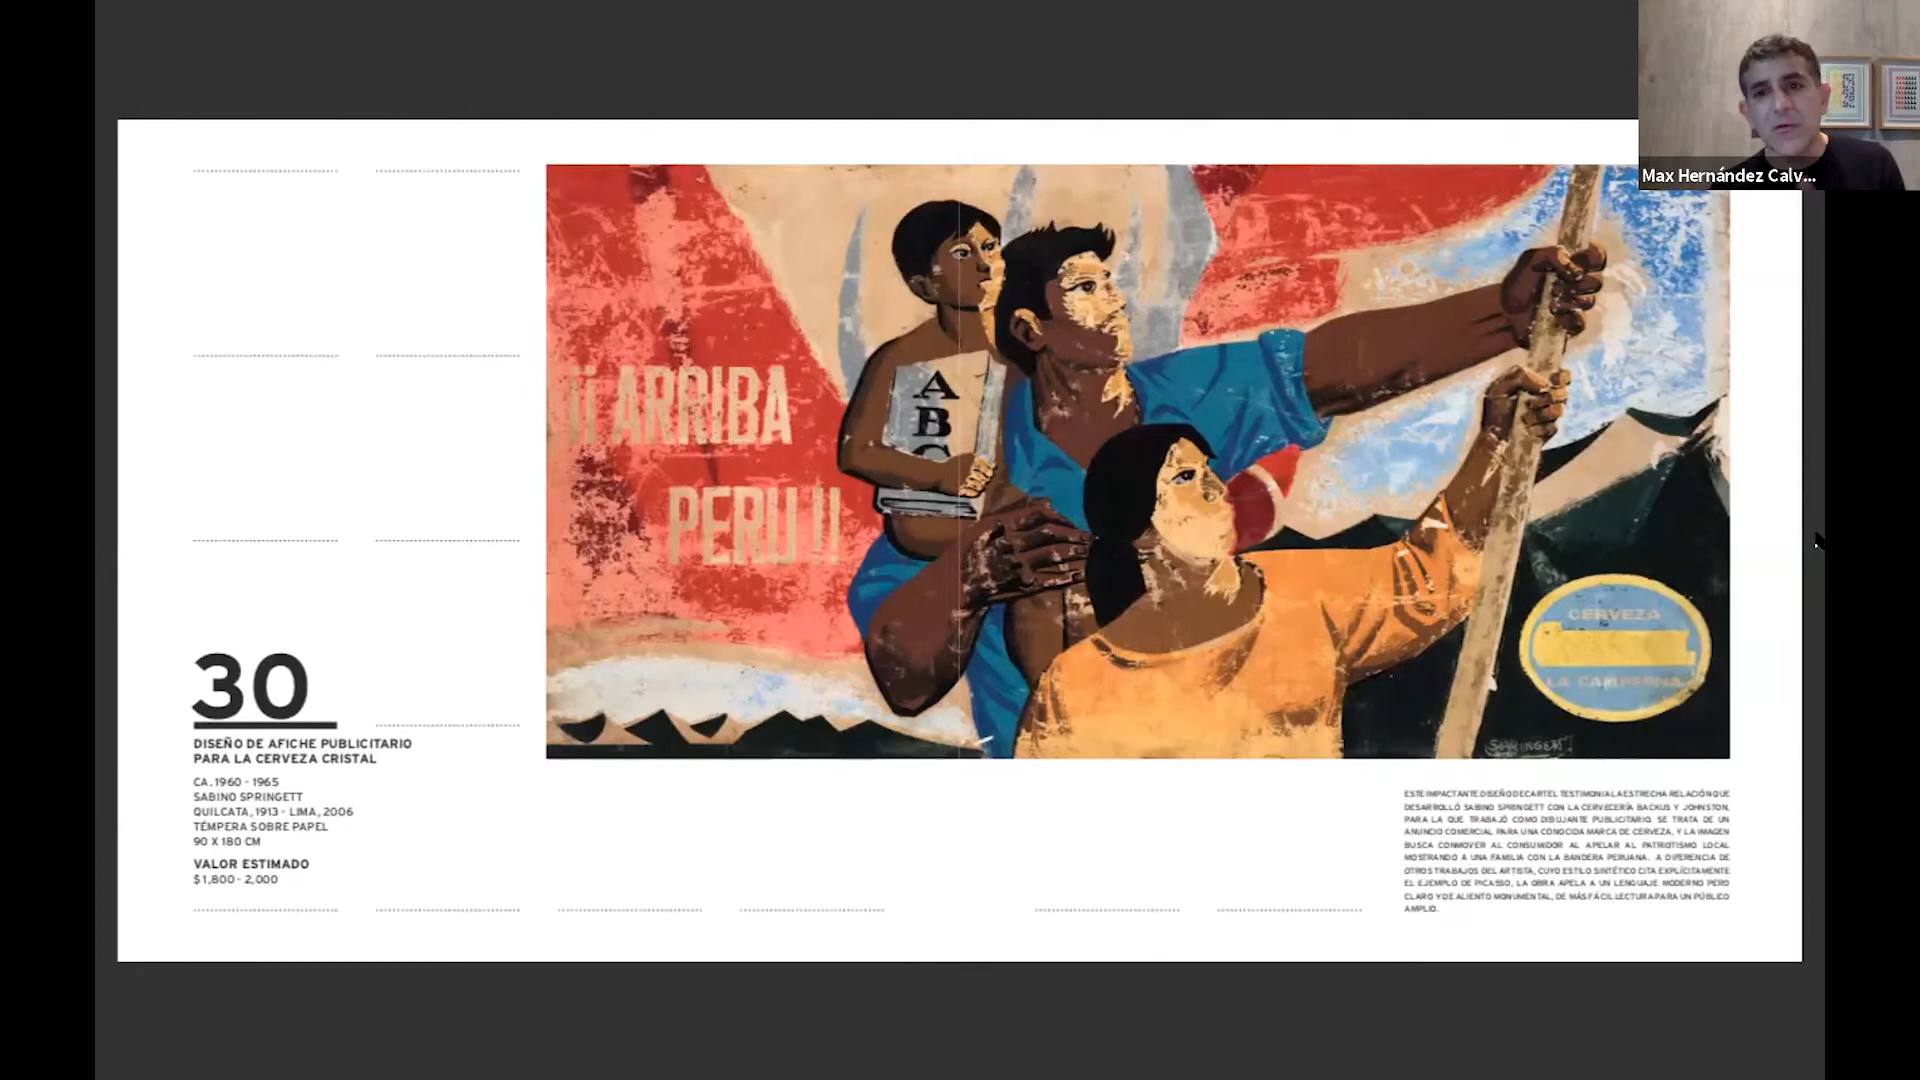 Max Hernández Calv...
¡¡ ARRIBA
PERU !!
A
B
C
CERVEZA
LA CAMPEONA
SPRINGETT
30
DISEÑO DE AFICHE PUBLICITARIO
PARA LA CERVEZA CRISTAL
CA. 1960 - 1965
SABINO SPRINGETT
QUILCATA, 1913 - LIMA, 2006
TÉMPERA SOBRE PAPEL
90 X 180 CM
VALOR ESTIMADO
$ 1,800 - 2,000
ESTE IMPACTANTE DISEÑO DE CARTEL TESTIMONIA LA ESTRECHA RELACIÓN QUE
DESARROLLÓ SABINO SPRINGETT CON LA CERVECERÍA BACKUS Y JOHNSTON,
PARA LA QUE TRABAJÓ COMO DIBUJANTE PUBLICITARIO. SE TRATA DE UN
ANUNCIO COMERCIAL PARA UNA CONOCIDA MARCA DE CERVEZA, Y LA IMAGEN
BUSCA CONMOVER AL CONSUMIDOR AL APELAR AL PATRIOTISMO LOCAL
MOSTRANDO A UNA FAMILIA CON LA BANDERA PERUANA. A DIFERENCIA DE
OTROS TRABAJOS DEL ARTISTA, CUYO ESTILO SINTÉTICO CITA EXPLÍCITAMENTE
EL EJEMPLO DE PICASSO, LA OBRA APELA A UN LENGUAJE MODERNO PERO
CLARO Y DE ALIENTO MONUMENTAL, DE MÁS FÁCIL LECTURA PARA UN PÚBLICO
AMPLIO.